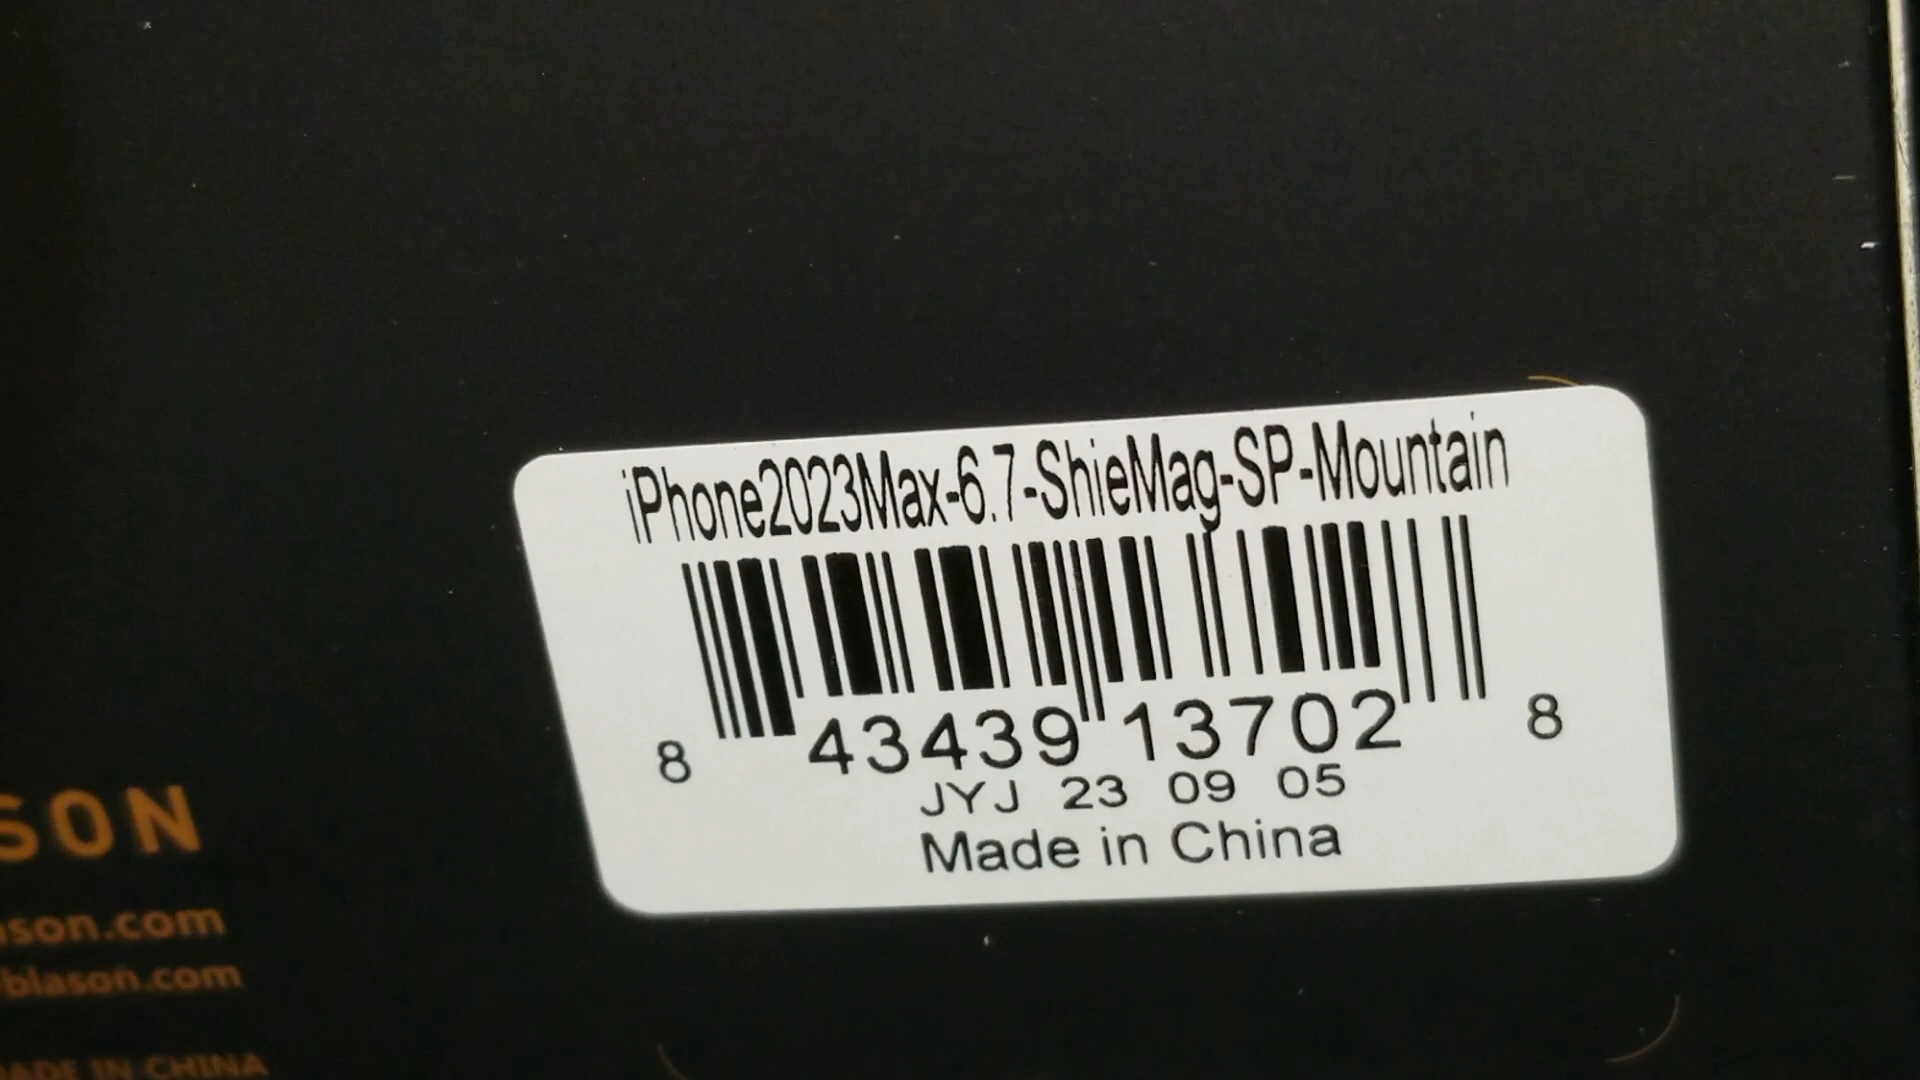 iPhone2023Max-6.7-ShieMag-SP-Mountain
8 43439 13702 8
JYJ 23 09 05
Made in China
SON
son.com
-blason.com
MADE IN CHINA